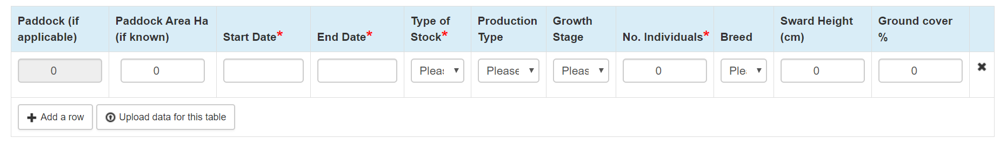 Paddock (if applicable)
Paddock Area Ha (if known)
Start Date*
End Date*
Type of Stock*
Production Type
Growth Stage
No. Individuals*
Breed
Sward Height (cm)
Ground cover %
0
0
Pleas
Please
Pleas
0
Plea
0
0
Add a row
Upload data for this table